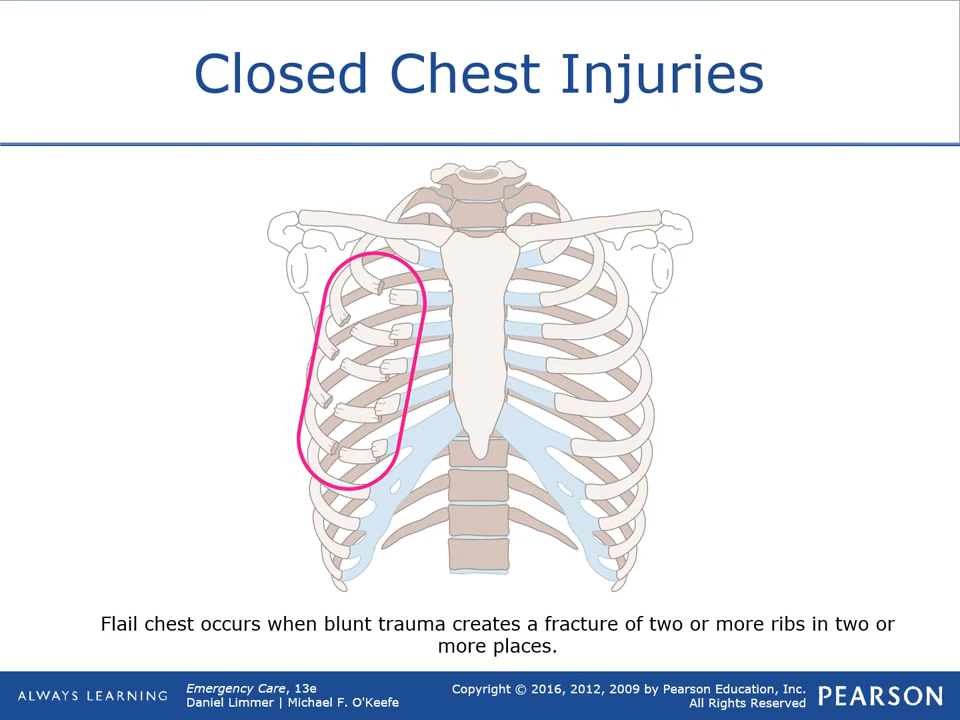 Closed Chest Injuries
Flail chest occurs when blunt trauma creates a fracture of two or more ribs in two or
more places.
ALWAYS LEARNING
Emergency Care, 13e
Daniel Limmer | Michael F. O'Keefe
Copyright © 2016, 2012, 2009 by Pearson Education, Inc.
All Rights Reserved
PEARSON